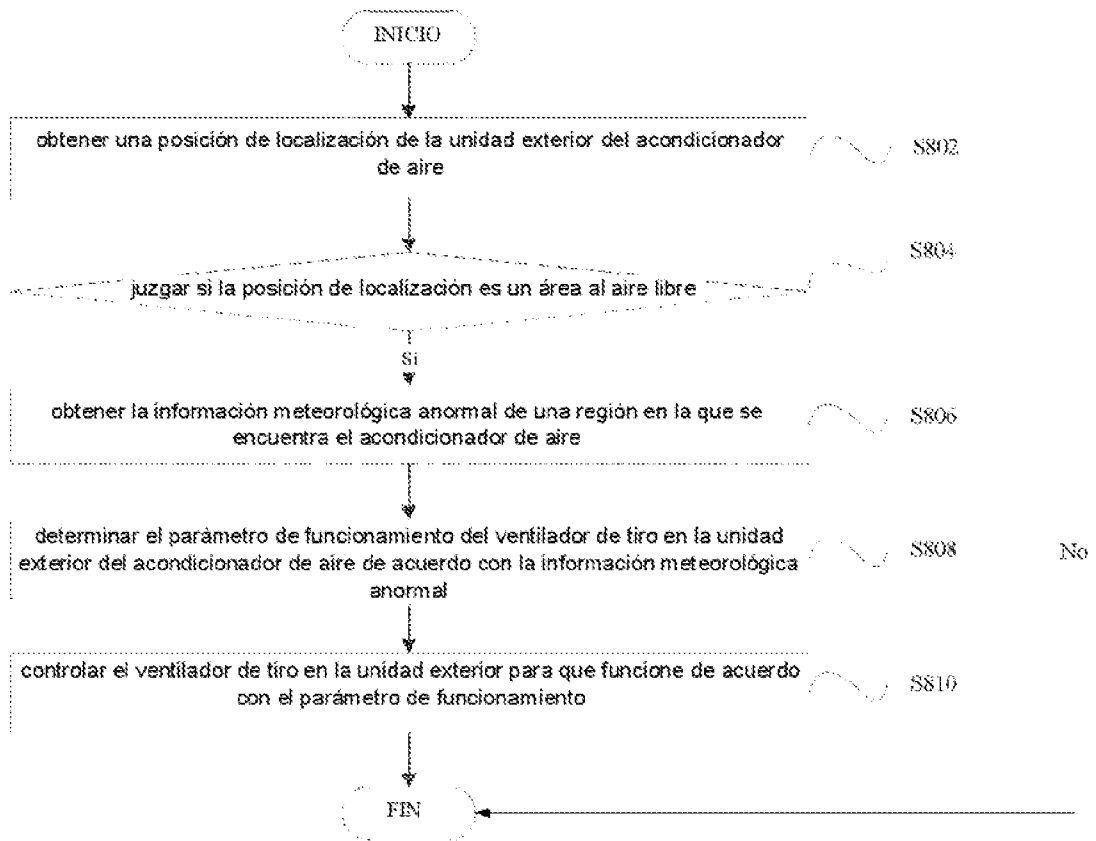 INICIO
obtener una posición de localización de la unidad exterior del acondicionador
de aire
S802
S804
juzgar si la posición de localización es un área al aire libre
Si
obtener la información meteorológica anormal de una región en la que se
encuentra el acondicionador de aire
S806
determinar el parámetro de funcionamiento del ventilador de tiro en la unidad
exterior del acondicionador de aire de acuerdo con la información meteorológica
anormal
S808
No
controlar el ventilador de tiro en la unidad exterior para que funcione de acuerdo
con el parámetro de funcionamiento
S810
FIN